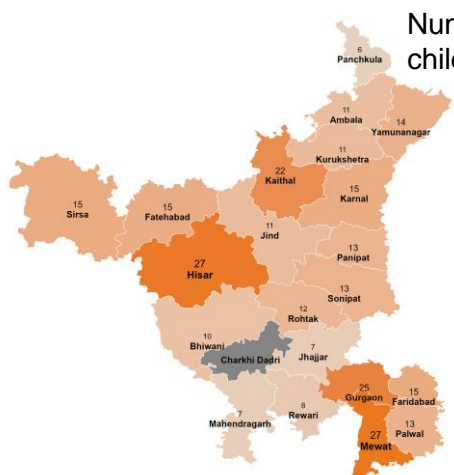 6
Panchkula
11
Ambala
14
Yamunanagar
11
Kurukshetra
22
Kaithal
15
Karnal
15
Sirsa
15
Fatehabad
11
Jind
13
Panipat
27
Hisar
13
Sonipat
12
Rohtak
10
Bhiwani
Charkhi Dadri
7
Jhajjar
25
Gurgaon
15
Faridabad
8
Rewari
7
Mahendragarh
13
Palwal
27
Mewat